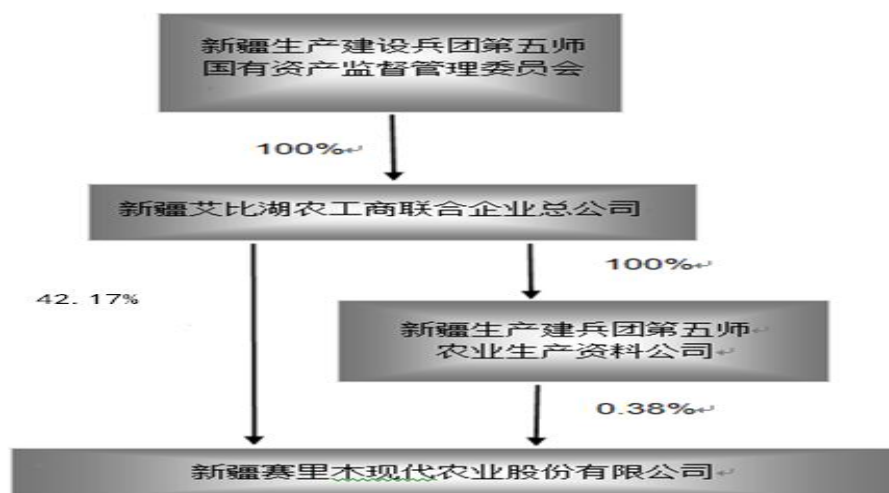 新疆生产建设兵团第五师
国有资产监督管理委员会
100%
新疆艾比湖农工商联合企业总公司
100%
42.17%
新疆生产建兵团第五师
农业生产资料公司
0.38%
新疆赛里木现代农业股份有限公司